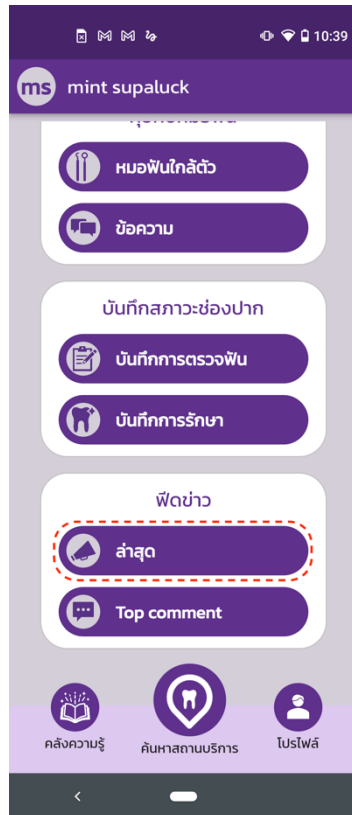 10:39
ms mint supaluck
หมอฟันใกล้ตัว
ข้อความ
บันทึกสภาวะช่องปาก
บันทึกการตรวจฟัน
บันทึกการรักษา
ฟีดข่าว
ล่าสุด
Top comment
คลังความรู้
ค้นหาสถานบริการ
โปรไฟล์